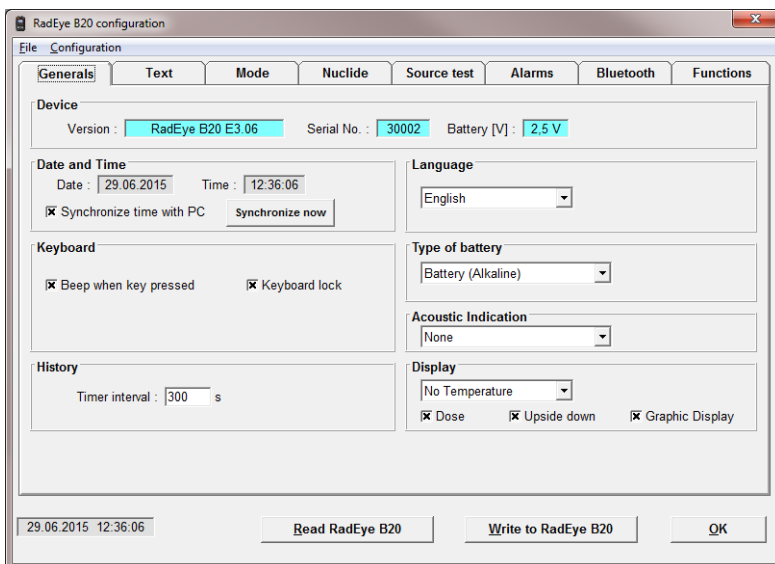 RadEye B20 configuration
File Configuration
Generals Text Mode Nuclide Source test Alarms Bluetooth Functions
Device
Version : RadEye B20 E3.06 Serial No. : 30002 Battery [V] : 2,5 V
Date and Time
Date : 29.06.2015 Time : 12:36:06
Synchronize time with PC Synchronize now
Language
English
Keyboard
Beep when key pressed Keyboard lock
Type of battery
Battery (Alkaline)
Acoustic Indication
None
History
Timer interval : 300 s
Display
No Temperature
Dose Upside down Graphic Display
29.06.2015 12:36:06 Read RadEye B20 Write to RadEye B20 OK